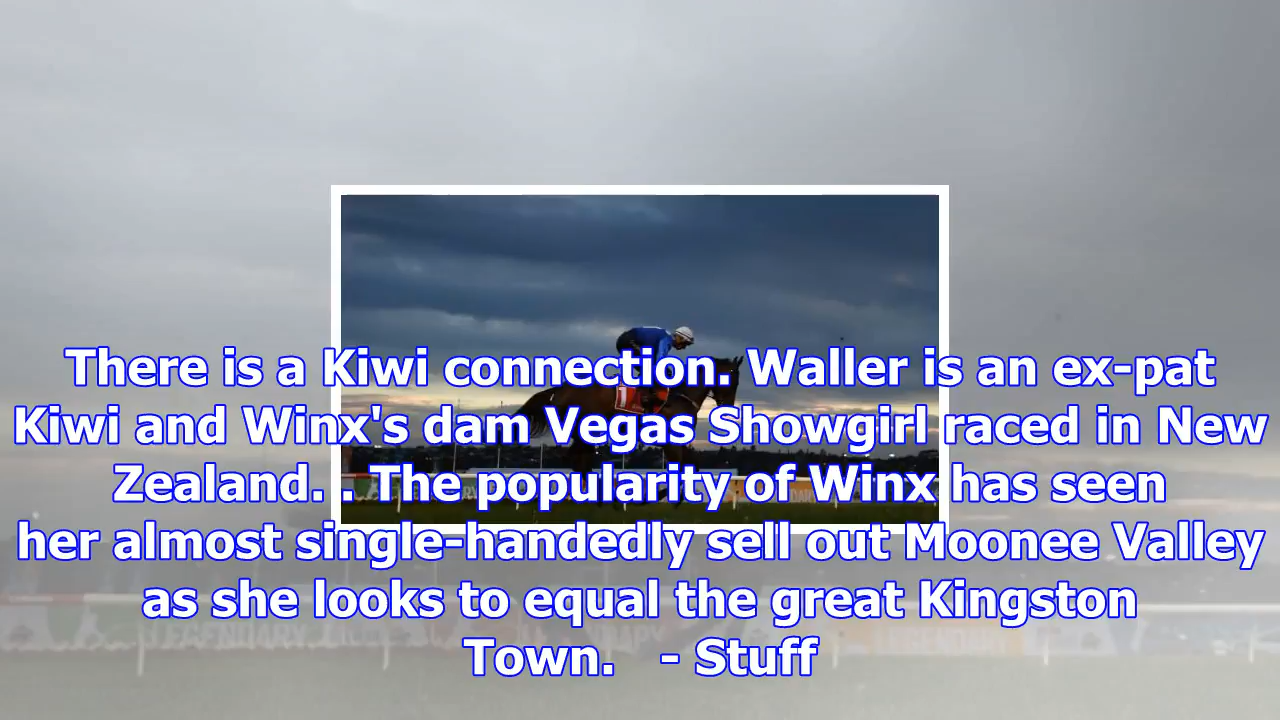 There is a Kiwi connection. Waller is an ex-pat
Kiwi and Winx's dam Vegas Showgirl raced in New
Zealand. . The popularity of Winx has seen
her almost single-handedly sell out Moonee Valley
as she looks to equal the great Kingston
Town. - Stuff
LEGENDARY